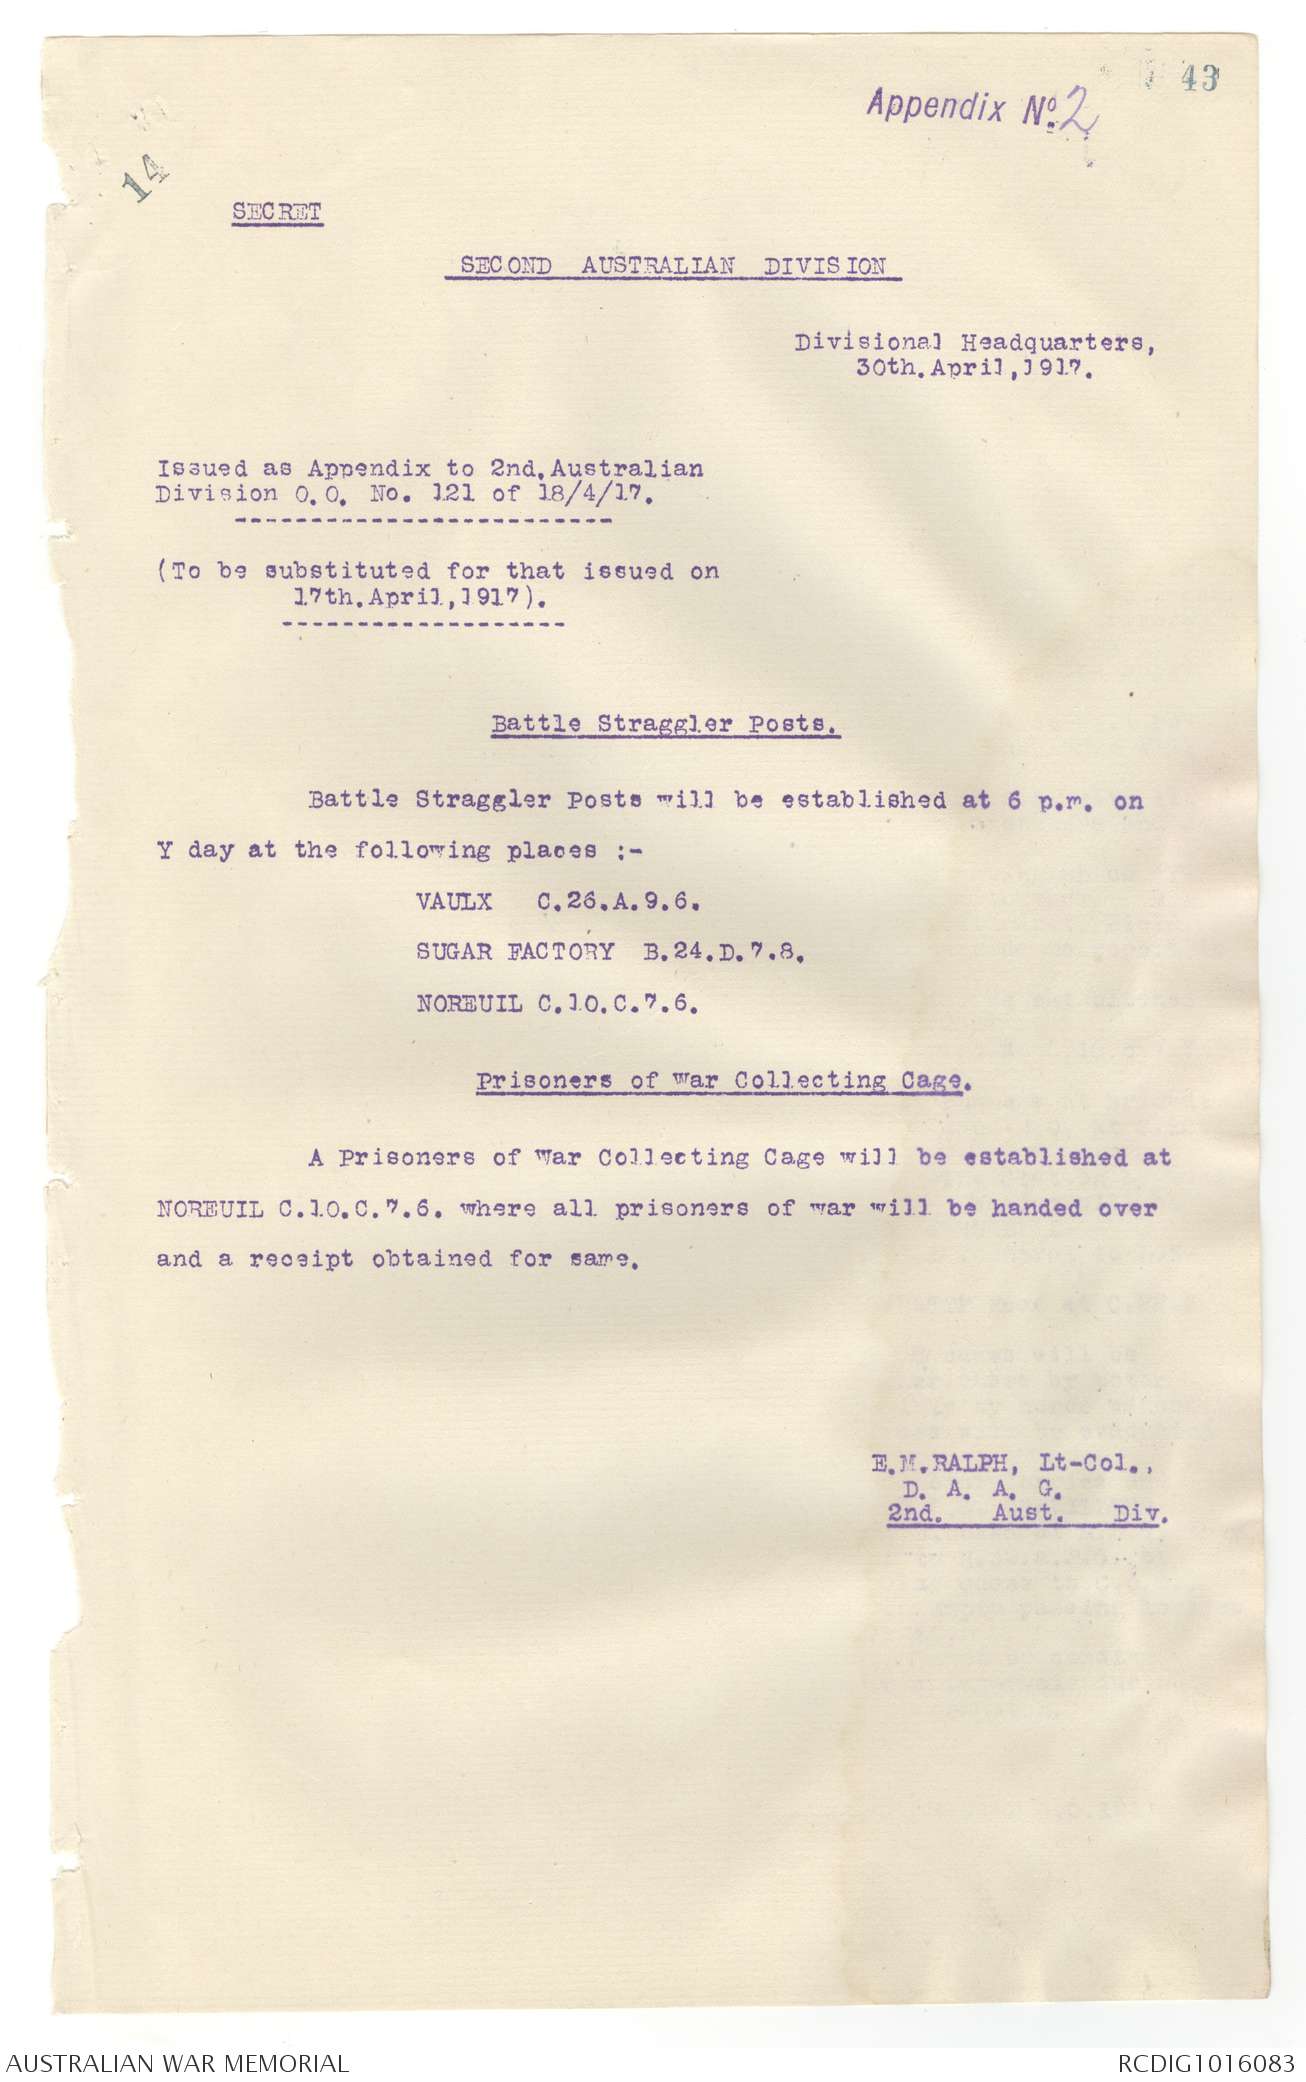 43
Appendix No. 2
14
SECRET
SECOND AUSTRALIAN DIVISION
Divisional Headquarters,
30th.April,1917.
Issued as Appendix to 2nd.Australian
Division O.O. No. 121 of 18/4/17.
-------------------------
(To be substituted for that issued on
17th.April,1917).
-------------------
Battle Straggler Posts.
Battle Straggler Posts will be established at 6 p.m. on
Y day at the following places :-
VAULX C.26.A.9.6.
SUGAR FACTORY B.24.D.7.8.
NOREUIL C.10.C.7.6.
Prisoners of War Collecting Cage.
A Prisoners of War Collecting Cage will be established at
NOREUIL C.10.C.7.6. where all prisoners of war will be handed over
and a receipt obtained for same.
E.M.RALPH, Lt-Col.,
D. A. A. G.
2nd. Aust. Div.
AUSTRALIAN WAR MEMORIAL
RCDIG1016083